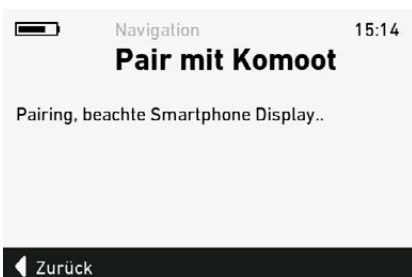 Navigation 15:14
Pair mit Komoot
Pairing, beachte Smartphone Display..
Zurück